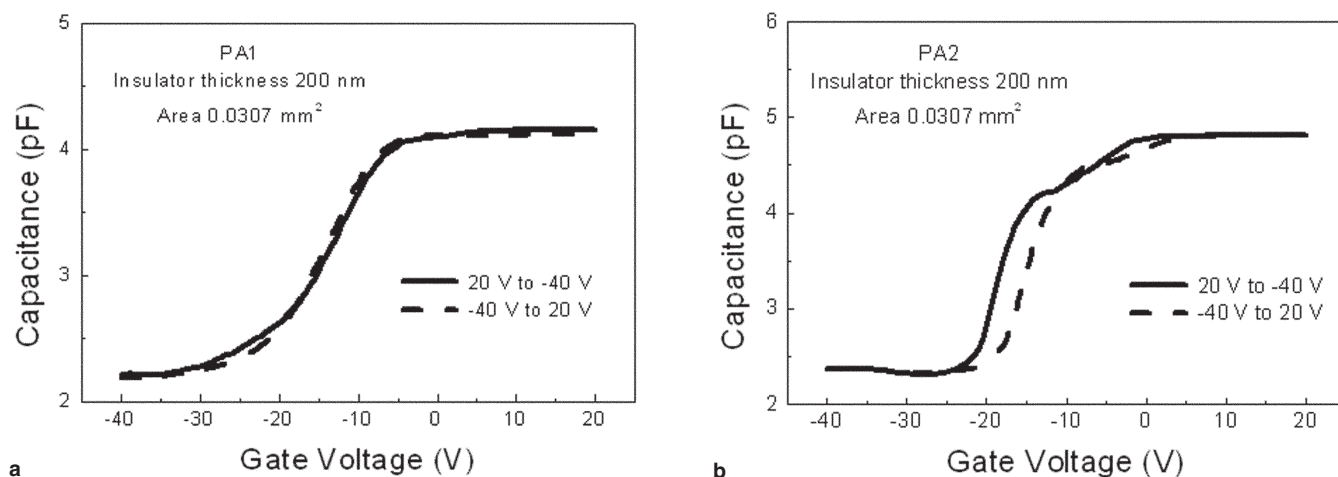 5
4
3
2
Capacitance (pF)
PA1
Insulator thickness 200 nm
Area 0.0307 mm²
20 V to -40 V
-40 V to 20 V
-40 -30 -20 -10 0 10 20
Gate Voltage (V)
a
6
5
4
3
2
Capacitance (pF)
PA2
Insulator thickness 200 nm
Area 0.0307 mm²
20 V to -40 V
-40 V to 20 V
-40 -30 -20 -10 0 10 20
Gate Voltage (V)
b